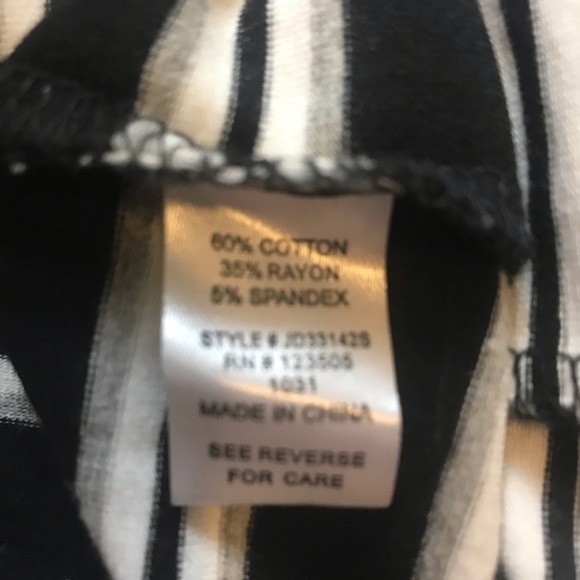 60% COTTON
35% RAYON
5% SPANDEX
STYLE # JD33142S
RN # 123505
1031
MADE IN CHINA
SEE REVERSE
FOR CARE